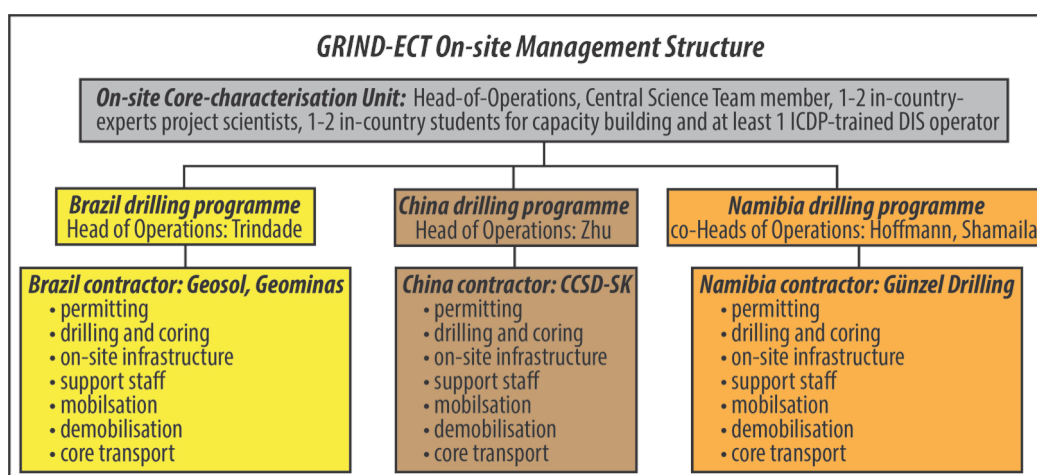 GRIND-ECT On-site Management Structure
On-site Core-characterisation Unit: Head-of-Operations, Central Science Team member, 1-2 in-country-
experts project scientists, 1-2 in-country students for capacity building and at least 1 ICDP-trained DIS operator
Brazil drilling programme
Head of Operations: Trindade
China drilling programme
Head of Operations: Zhu
Namibia drilling programme
co-Heads of Operations: Hoffmann, Shamaila
Brazil contractor: Geosol, Geominas
• permitting
• drilling and coring
• on-site infrastructure
• support staff
• mobilsation
• demobilisation
• core transport
China contractor: CCSD-SK
• permitting
• drilling and coring
• on-site infrastructure
• support staff
• mobilsation
• demobilisation
• core transport
Namibia contractor: Günzel Drilling
• permitting
• drilling and coring
• on-site infrastructure
• support staff
• mobilsation
• demobilisation
• core transport